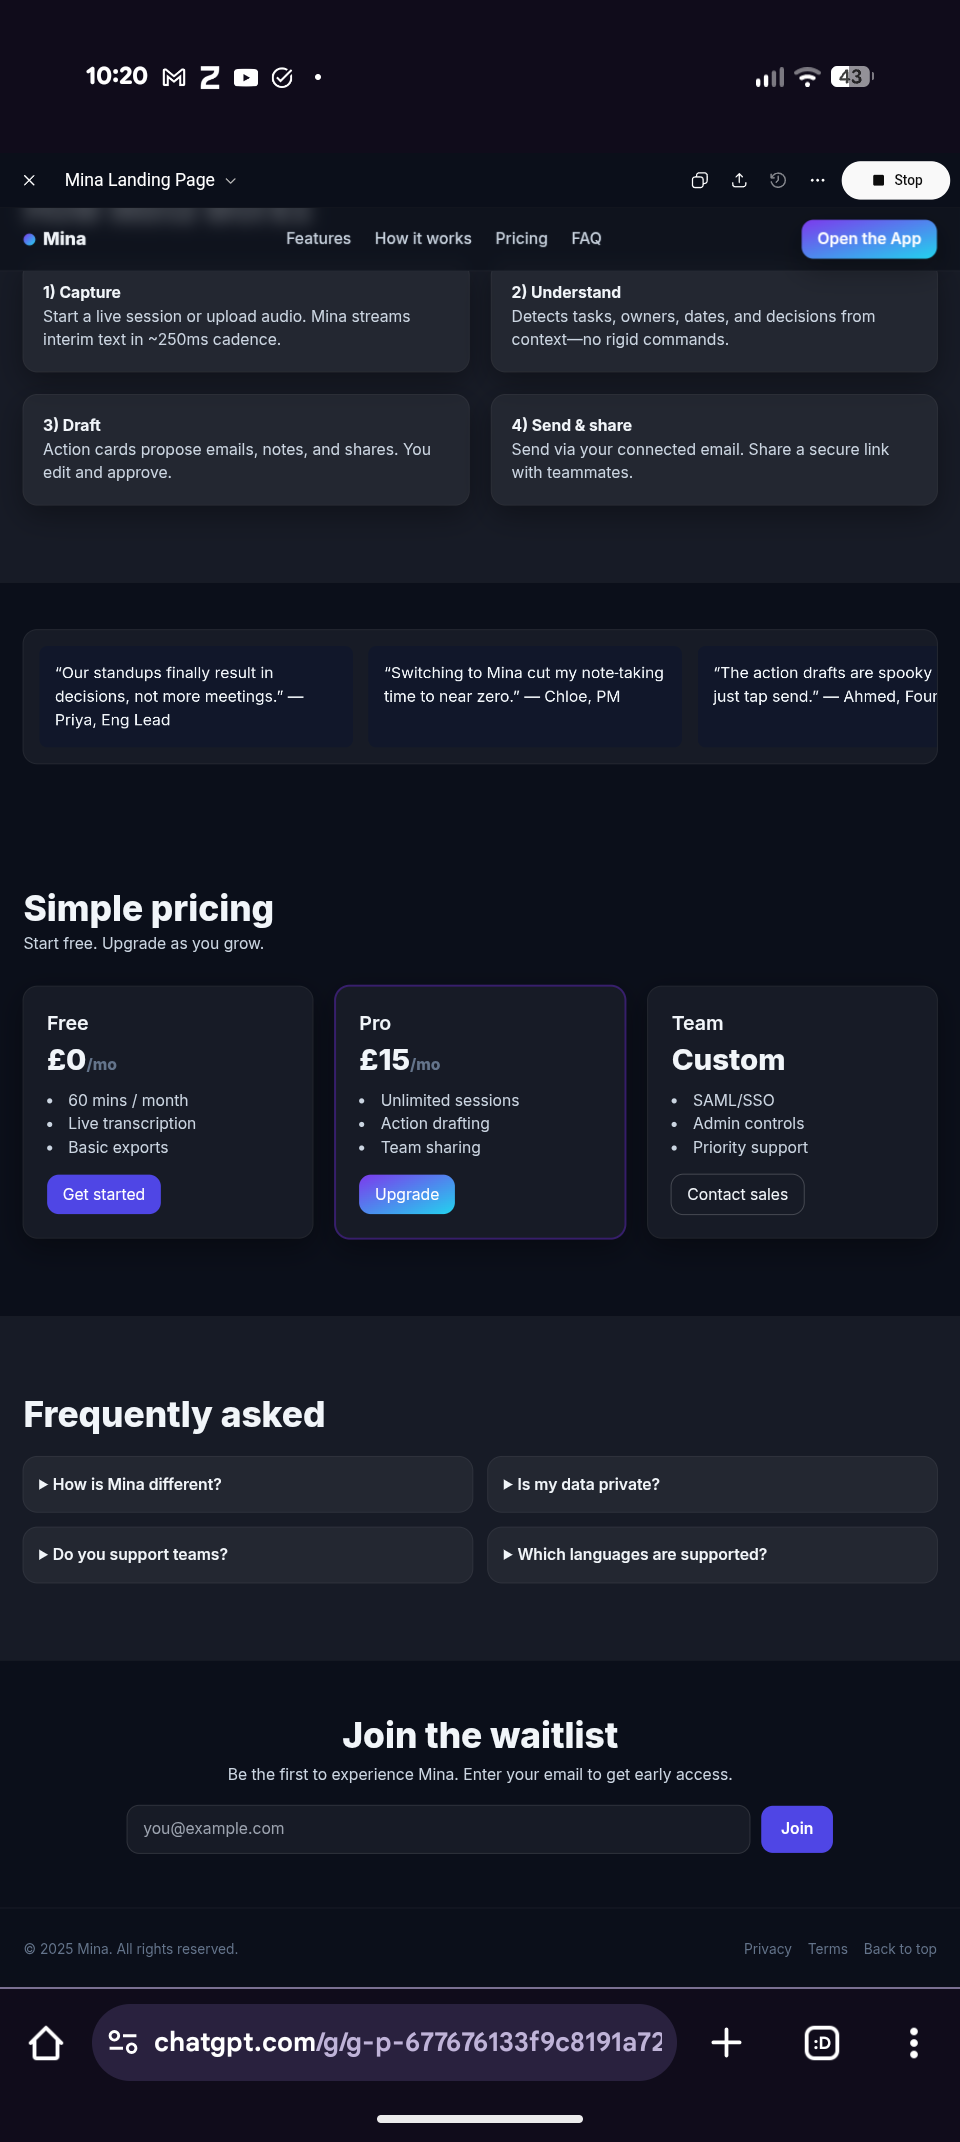 10:20
43
Mina Landing Page
Stop
Mina
Features
How it works
Pricing
FAQ
Open the App
1) Capture
Start a live session or upload audio. Mina streams
interim text in ~250ms cadence.
2) Understand
Detects tasks, owners, dates, and decisions from
context—no rigid commands.
3) Draft
Action cards propose emails, notes, and shares. You
edit and approve.
4) Send & share
Send via your connected email. Share a secure link
with teammates.
“Our standups finally result in
decisions, not more meetings.” —
Priya, Eng Lead
“Switching to Mina cut my note-taking
time to near zero.” — Chloe, PM
“The action drafts are spooky
just tap send.” — Ahmed,
Simple pricing
Start free. Upgrade as you grow.
Free
£0/mo
• 60 mins / month
• Live transcription
• Basic exports
Get started
Pro
£15/mo
• Unlimited sessions
• Action drafting
• Team sharing
Upgrade
Team
Custom
• SAML/SSO
• Admin controls
• Priority support
Contact sales
Frequently asked
How is Mina different?
Is my data private?
Do you support teams?
Which languages are supported?
Join the waitlist
Be the first to experience Mina. Enter your email to get early access.
you@example.com
Join
© 2025 Mina. All rights reserved.
Privacy
Terms
Back to top
chatgpt.com/g/g-p-677676133f9c8191a72
:D